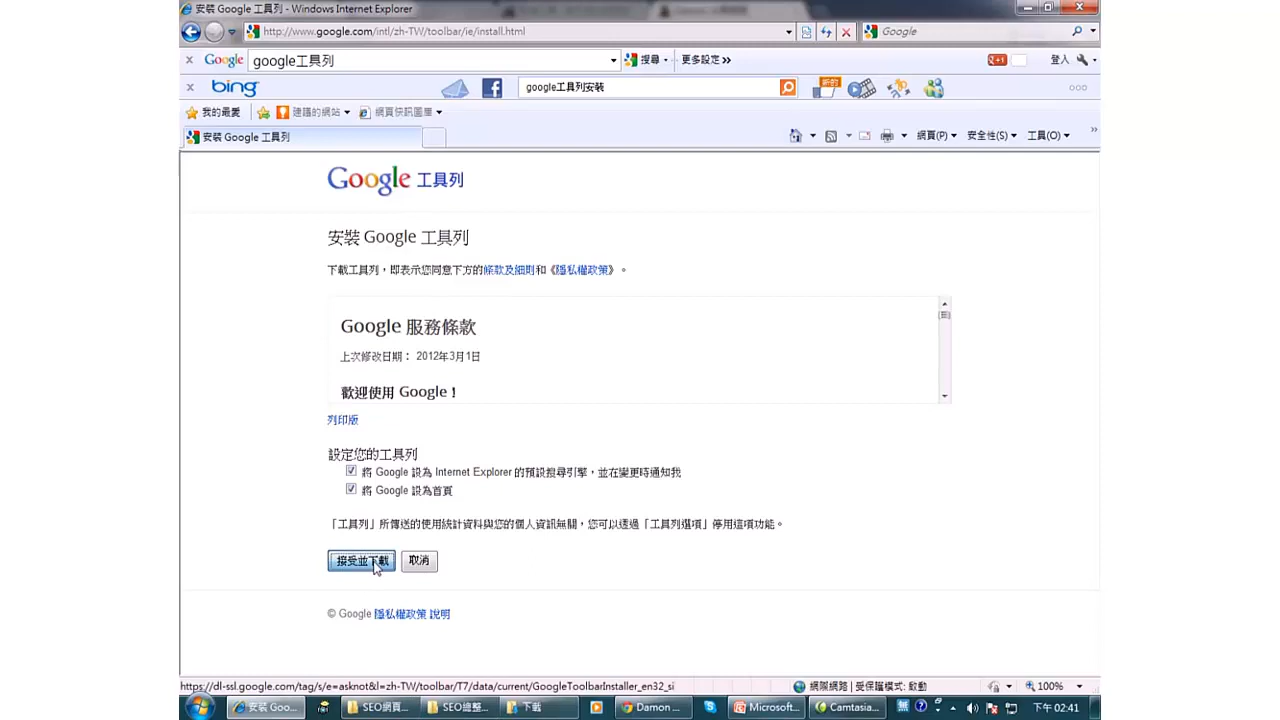 安裝 Google 工具列 - Windows Internet Explorer
http://www.google.com/intl/zh-TW/toolbar/ie/install.html
Google
Google
google工具列
搜尋
更多設定 »
+1
登入
bing
google工具列安裝
新的
我的最愛
建議的網站
網頁快訊圖庫
安裝 Google 工具列
網頁(P)
安全性(S)
工具(O)
Google 工具列
安裝 Google 工具列
下載工具列，即表示您同意下方的條款及細則和《隱私權政策》。
Google 服務條款
上次修改日期： 2012年3月1日
歡迎使用 Google！
列印版
設定您的工具列
將 Google 設為 Internet Explorer 的預設搜尋引擎，並在變更時通知我
將 Google 設為首頁
「工具列」所傳送的使用統計資料與您的個人資訊無關，您可以透過「工具列選項」停用這項功能。
接受並下載
取消
© Google 隱私權政策 說明
https://dl-ssl.google.com/tag/s/e=asknot&l=zh-TW/toolbar/T7/data/current/GoogleToolbarInstaller_en32_si
網際網路 | 受保護模式: 啟動
100%
安裝 Goo...
SEO網頁...
SEO總整...
下載
Damon ...
Microsoft...
Camtasia...
下午 02:41